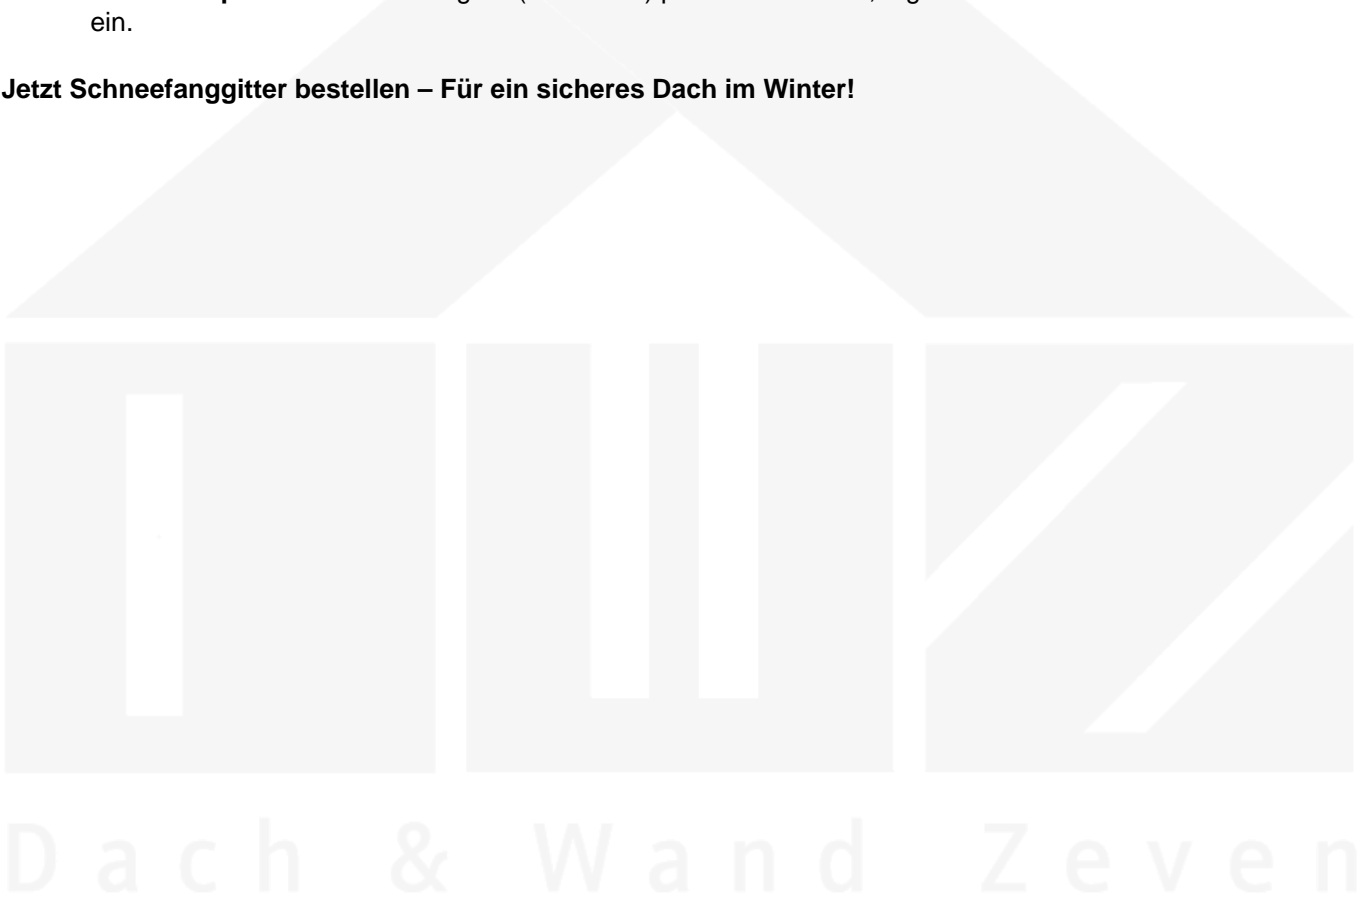 ein.
Jetzt Schneefanggitter bestellen – Für ein sicheres Dach im Winter!
Dach & Wand Zeven